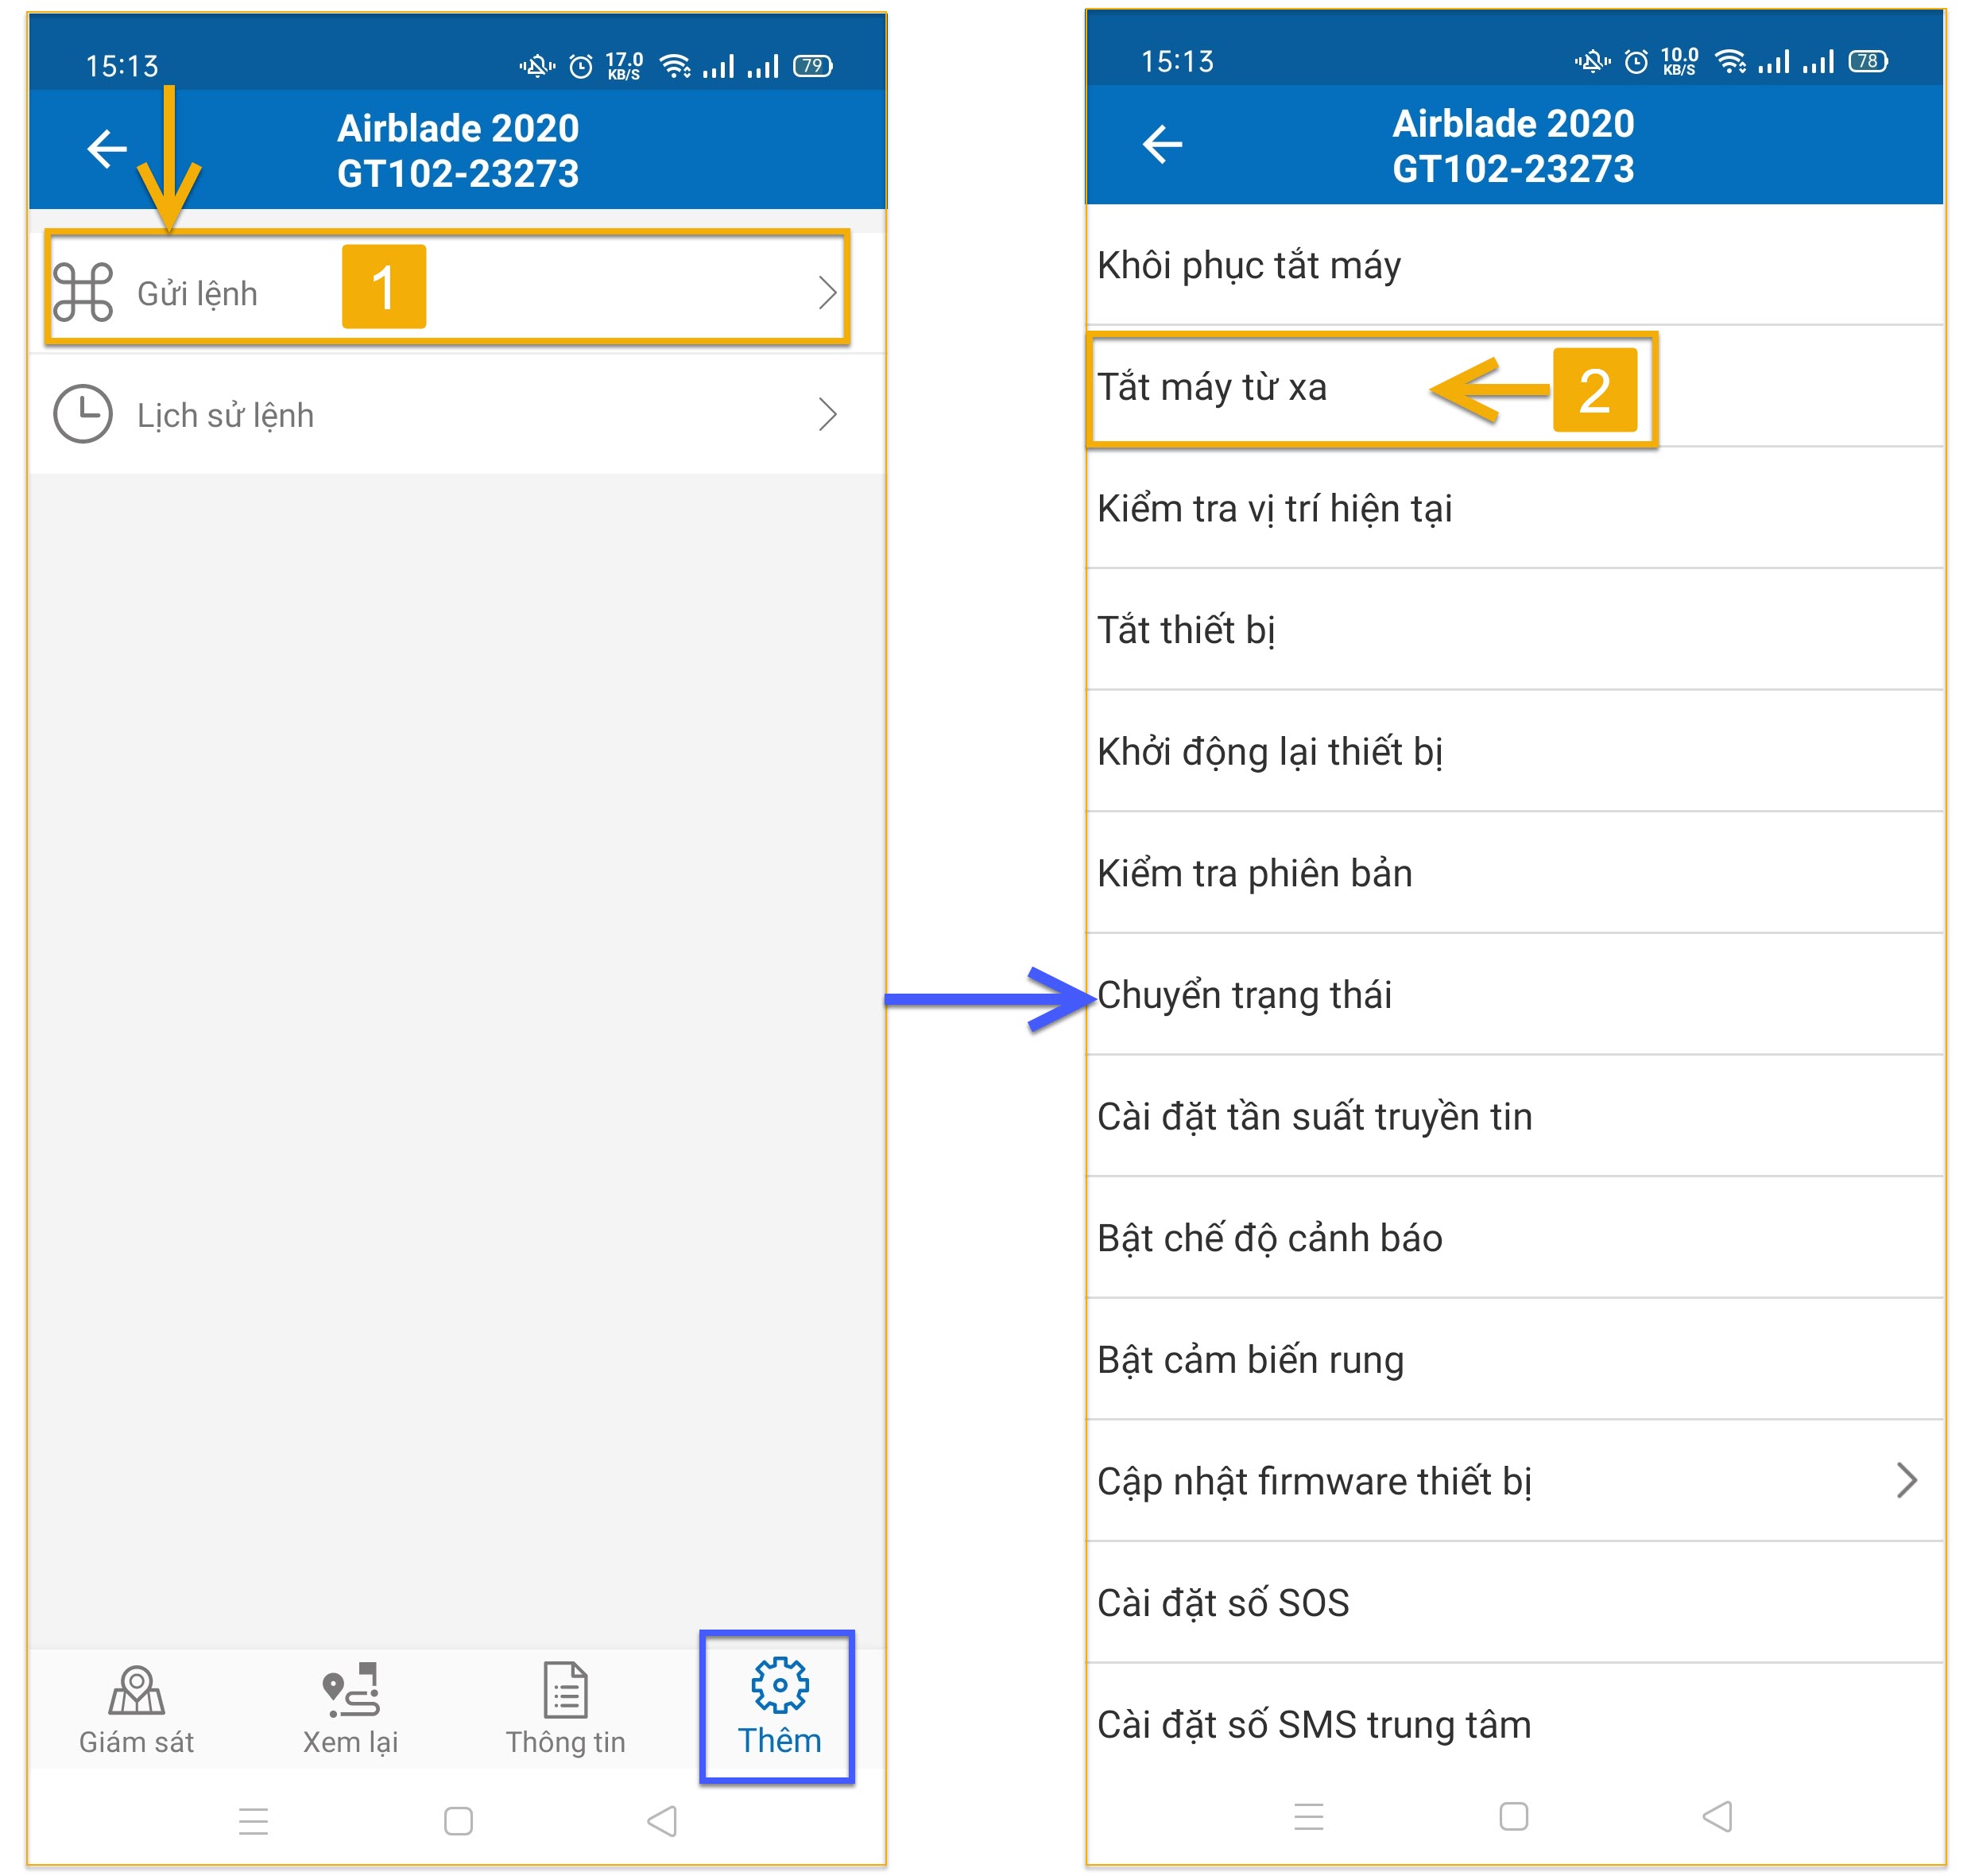 15:13
17.0
KB/S
79
Airblade 2020
GT102-23273
Gửi lệnh
1
Lịch sử lệnh
Giám sát
Xem lại
Thông tin
Thêm
15:13
10.0
KB/S
78
Airblade 2020
GT102-23273
Khôi phục tắt máy
Tắt máy từ xa
2
Kiểm tra vị trí hiện tại
Tắt thiết bị
Khởi động lại thiết bị
Kiểm tra phiên bản
Chuyển trạng thái
Cài đặt tần suất truyền tin
Bật chế độ cảnh báo
Bật cảm biến rung
Cập nhật firmware thiết bị
Cài đặt số SOS
Cài đặt số SMS trung tâm